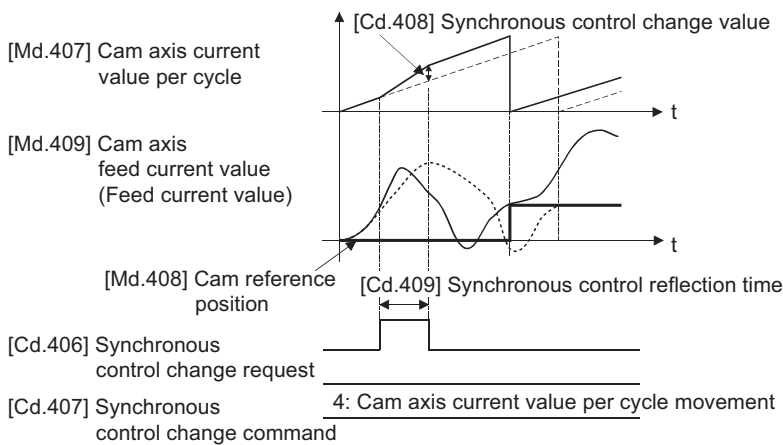 [Cd.408] Synchronous control change value
[Md.407] Cam axis current
value per cycle
t
[Md.409] Cam axis
feed current value
(Feed current value)
t
[Md.408] Cam reference
position
[Cd.409] Synchronous control reflection time
[Cd.406] Synchronous
control change request
4: Cam axis current value per cycle movement
[Cd.407] Synchronous
control change command